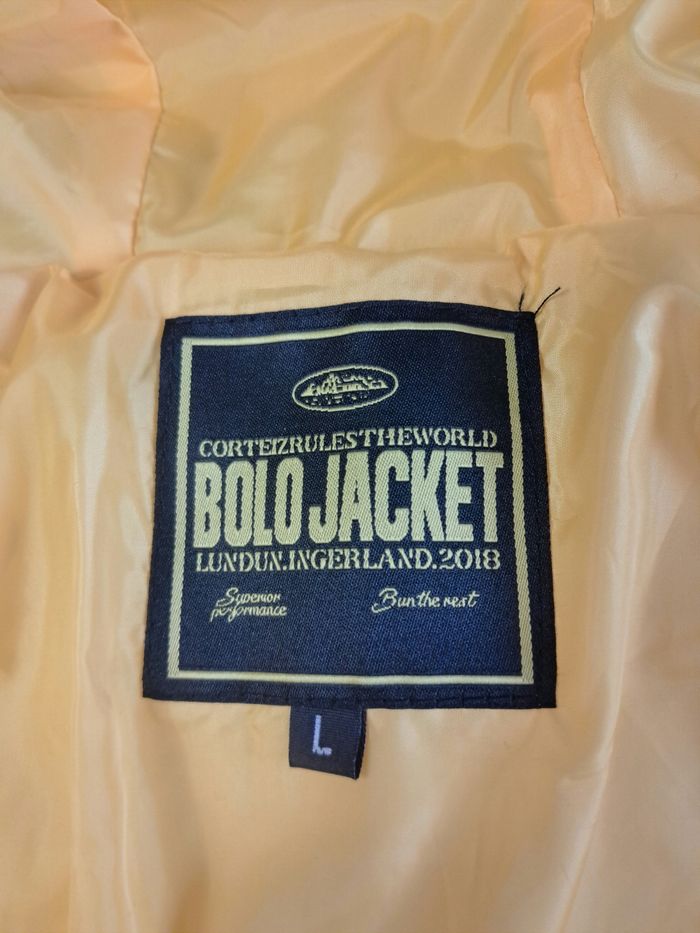 CORTEIZRULESTHEWORLD
BOLO JACKET
LUNDUN.INGERLAND.2018
Superior Bun the rest
performance
L